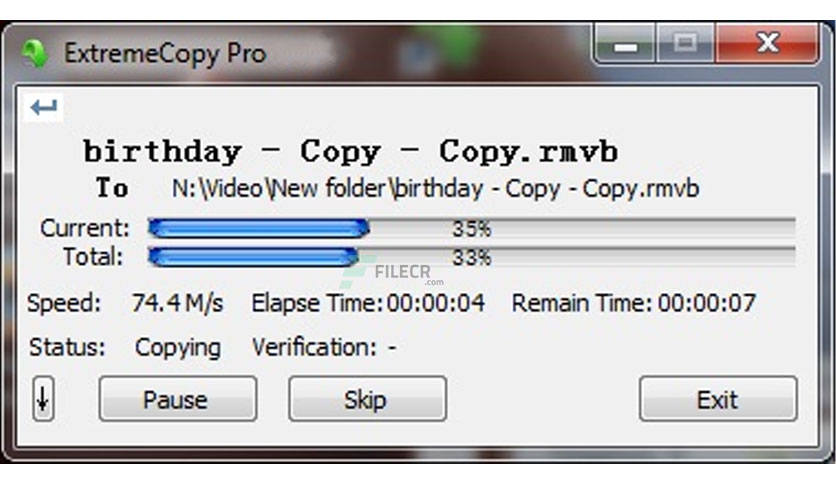 ExtremeCopy Pro
birthday - Copy - Copy.rmvb
To N:\Video\New folder\birthday - Copy - Copy.rmvb
Current: 35%
Total: 33%
FILECR
.com
Speed: 74.4 M/s Elapse Time: 00:00:04 Remain Time: 00:00:07
Status: Copying Verification: -
Pause Skip Exit